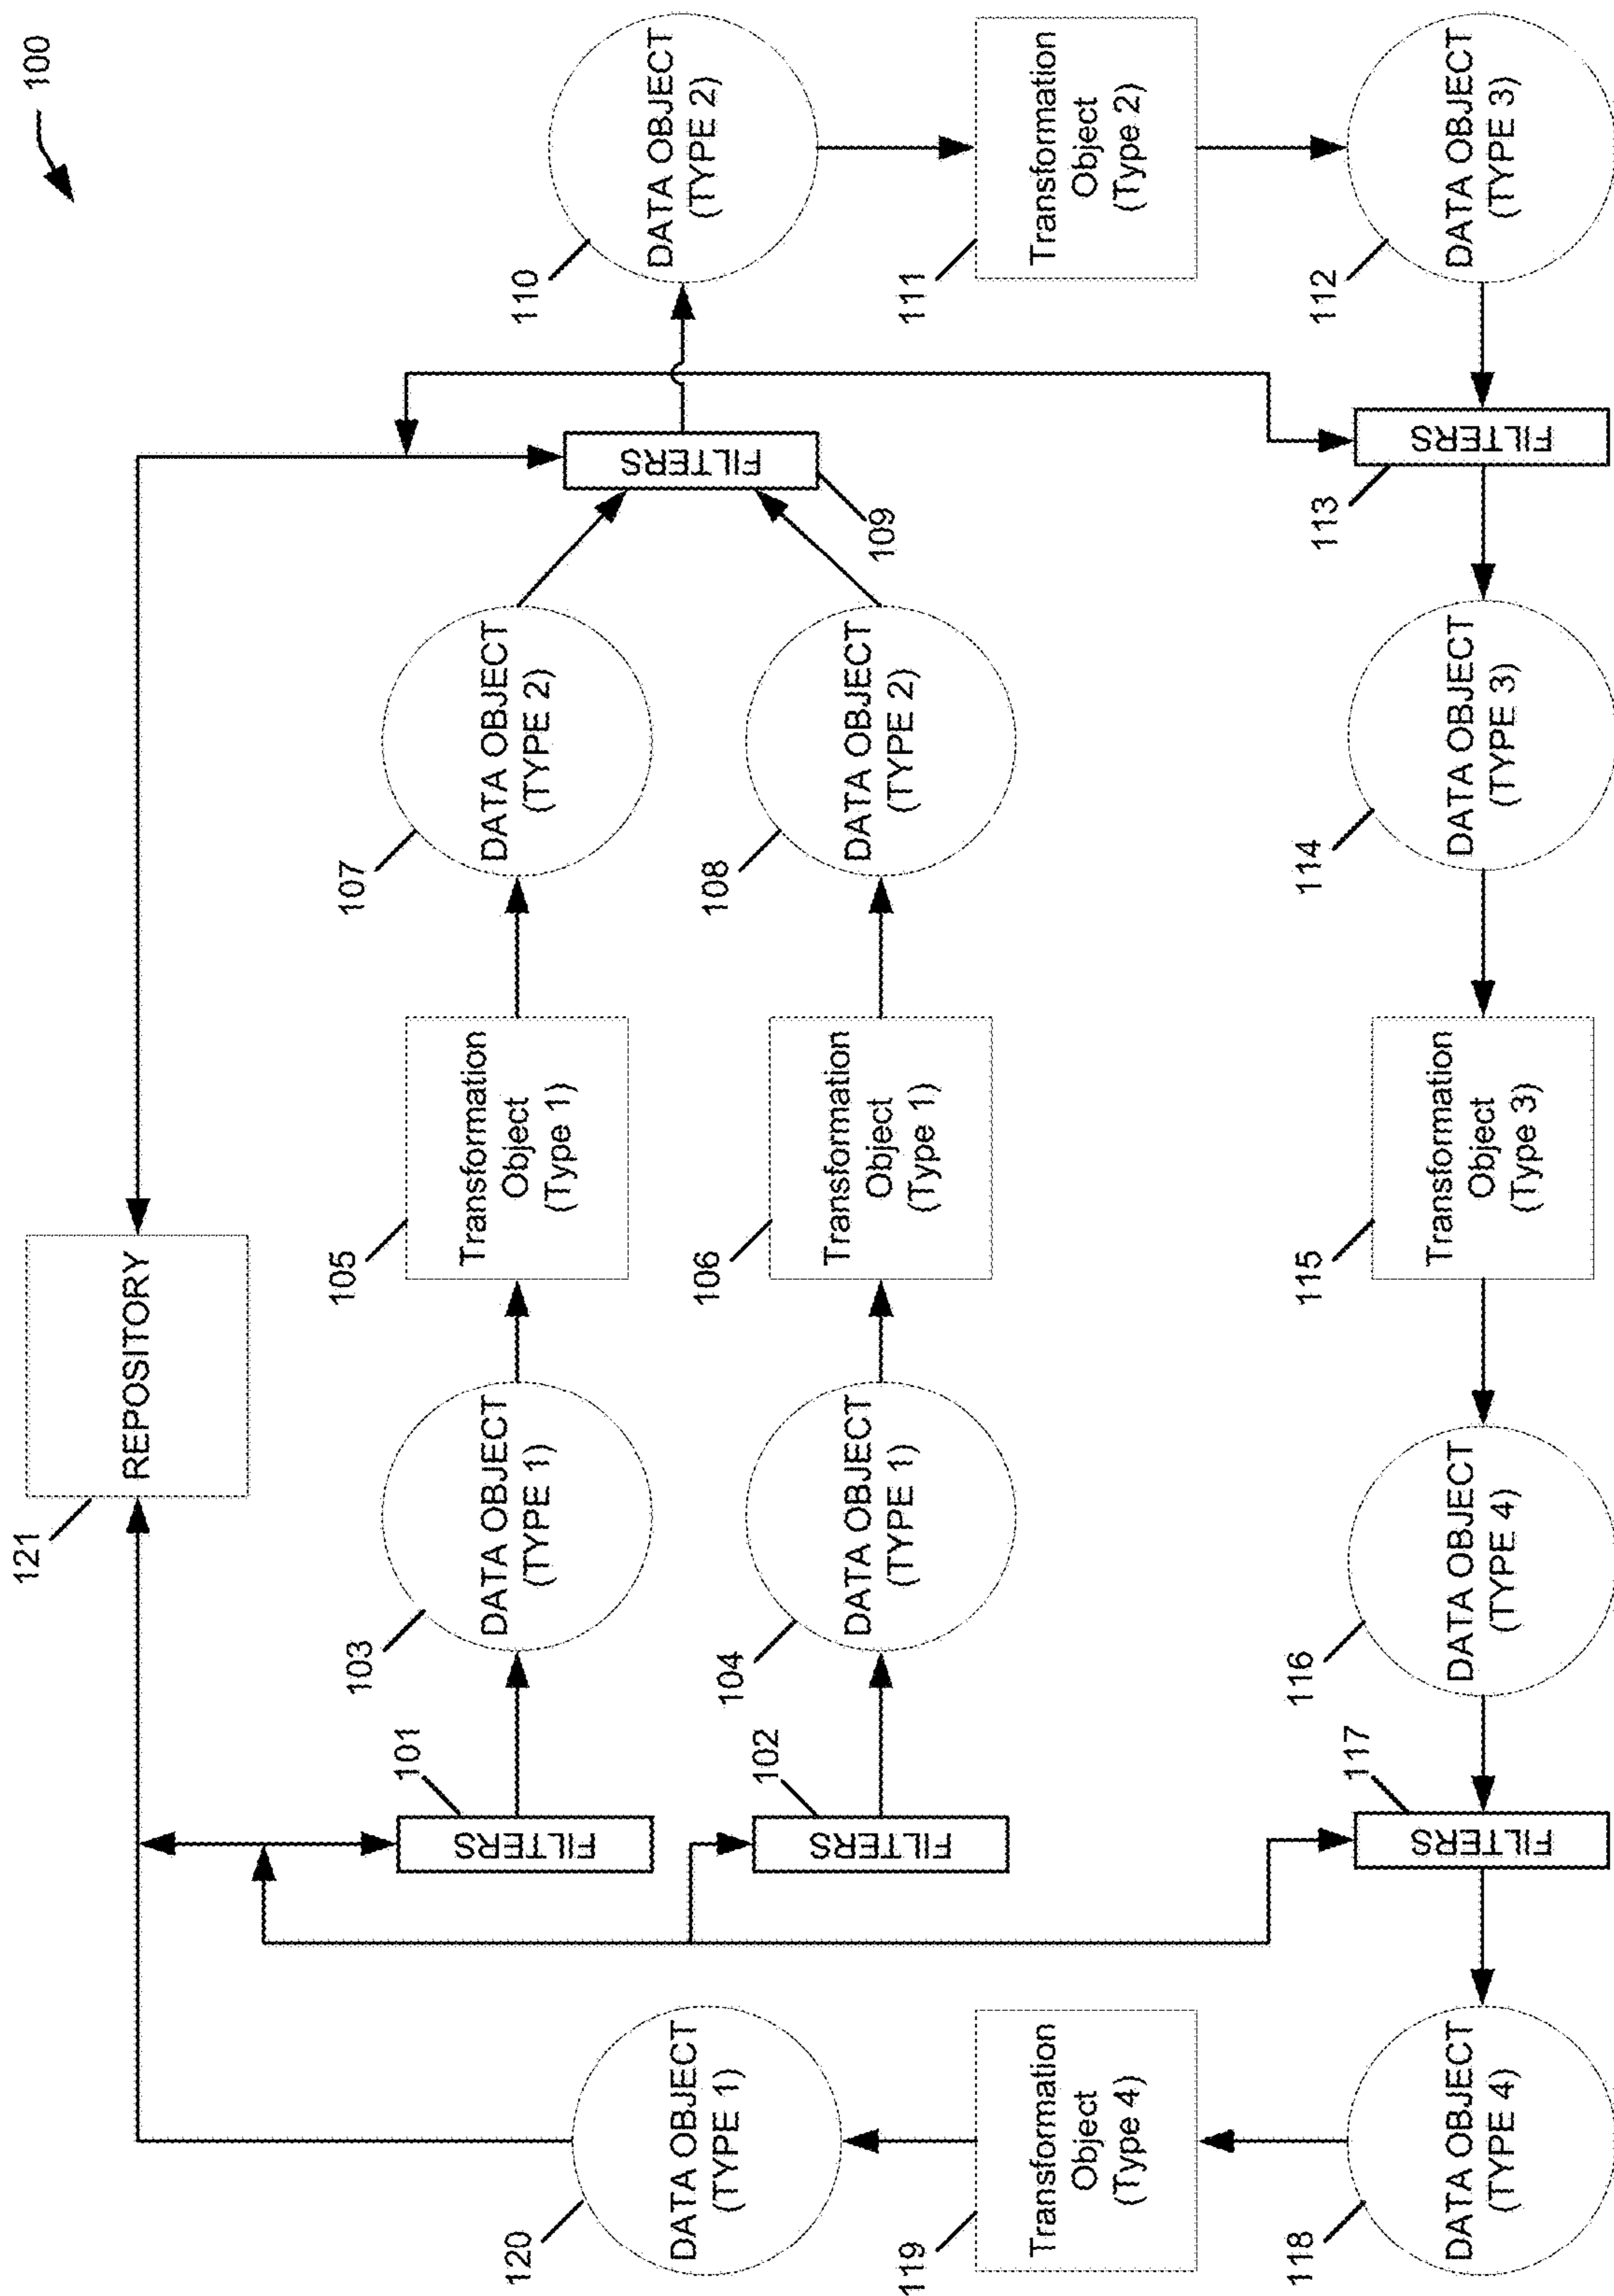 100
121
REPOSITORY
101
FILTERS
103
DATA OBJECT
(TYPE 1)
105
Transformation
Object
(Type 1)
107
DATA OBJECT
(TYPE 2)
102
FILTERS
104
DATA OBJECT
(TYPE 1)
106
Transformation
Object
(Type 1)
108
DATA OBJECT
(TYPE 2)
109
FILTERS
110
DATA OBJECT
(TYPE 2)
111
Transformation
Object
(Type 2)
112
DATA OBJECT
(TYPE 3)
113
FILTERS
114
DATA OBJECT
(TYPE 3)
115
Transformation
Object
(Type 3)
116
DATA OBJECT
(TYPE 4)
117
FILTERS
118
DATA OBJECT
(TYPE 4)
119
Transformation
Object
(Type 4)
120
DATA OBJECT
(TYPE 1)